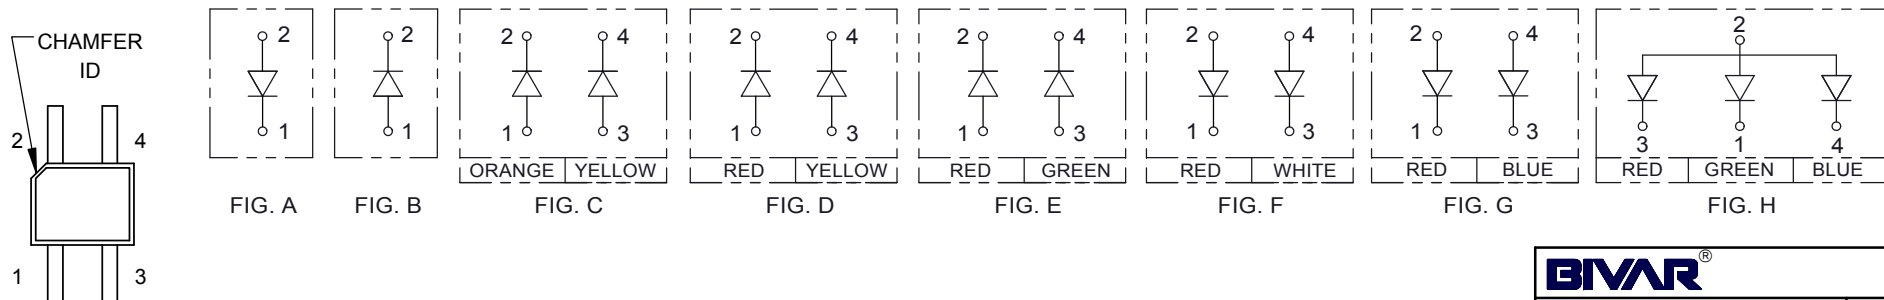 CHAMFER
ID
2 4
1 3
2
1
FIG. A
2
1
FIG. B
2 4
1 3
ORANGE YELLOW
FIG. C
2 4
1 3
RED YELLOW
FIG. D
2 4
1 3
RED GREEN
FIG. E
2 4
1 3
RED WHITE
FIG. F
2 4
1 3
RED BLUE
FIG. G
2
3 1 4
RED GREEN BLUE
FIG. H
BIVAR®